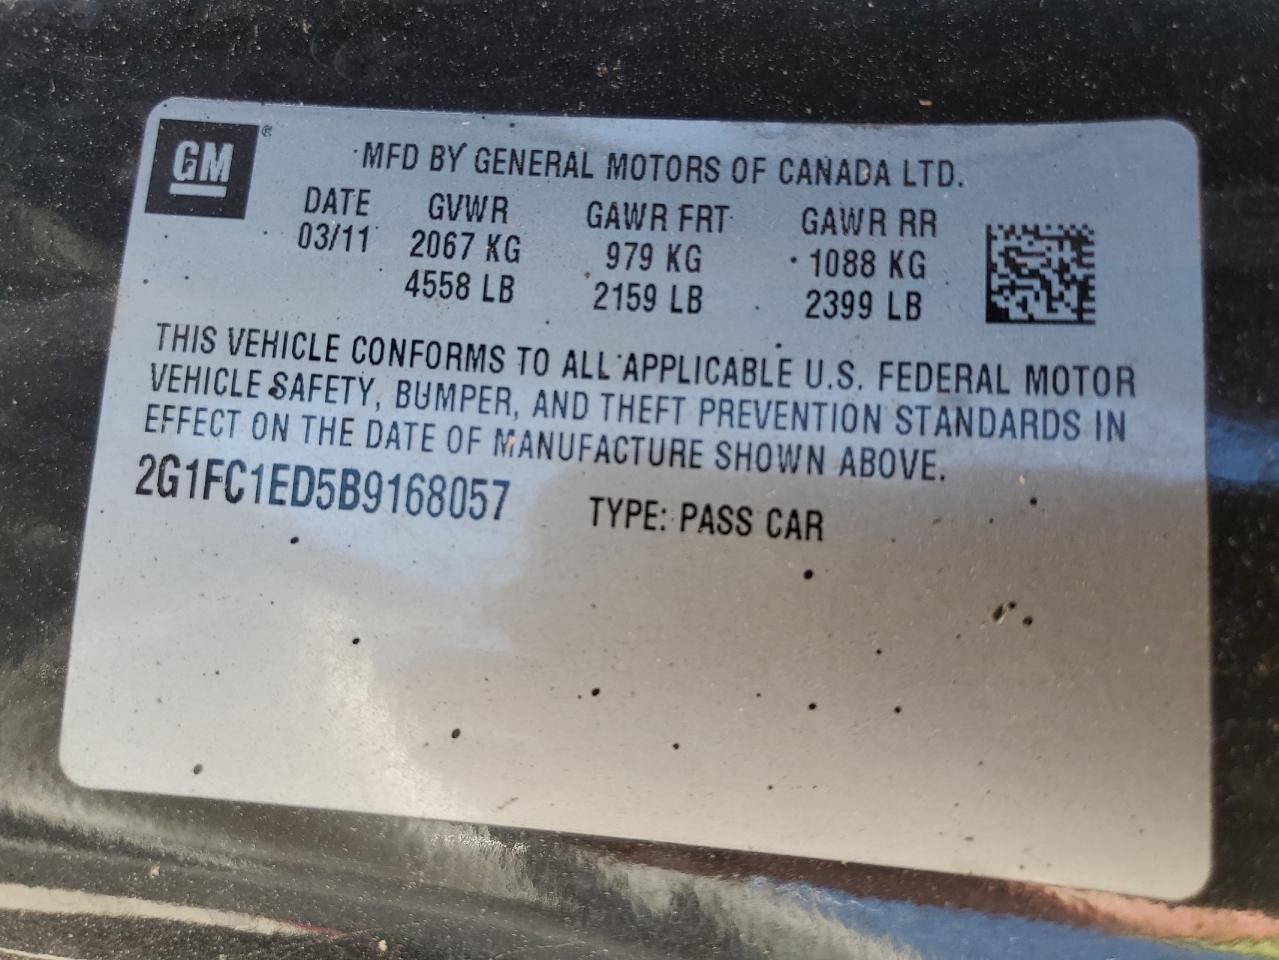 GM ®
MFD BY GENERAL MOTORS OF CANADA LTD.
DATE GVWR GAWR FRT GAWR RR
03/11 2067 KG 979 KG 1088 KG
4558 LB 2159 LB 2399 LB
THIS VEHICLE CONFORMS TO ALL APPLICABLE U.S. FEDERAL MOTOR
VEHICLE SAFETY, BUMPER, AND THEFT PREVENTION STANDARDS IN
EFFECT ON THE DATE OF MANUFACTURE SHOWN ABOVE.
2G1FC1ED5B9168057 TYPE: PASS CAR